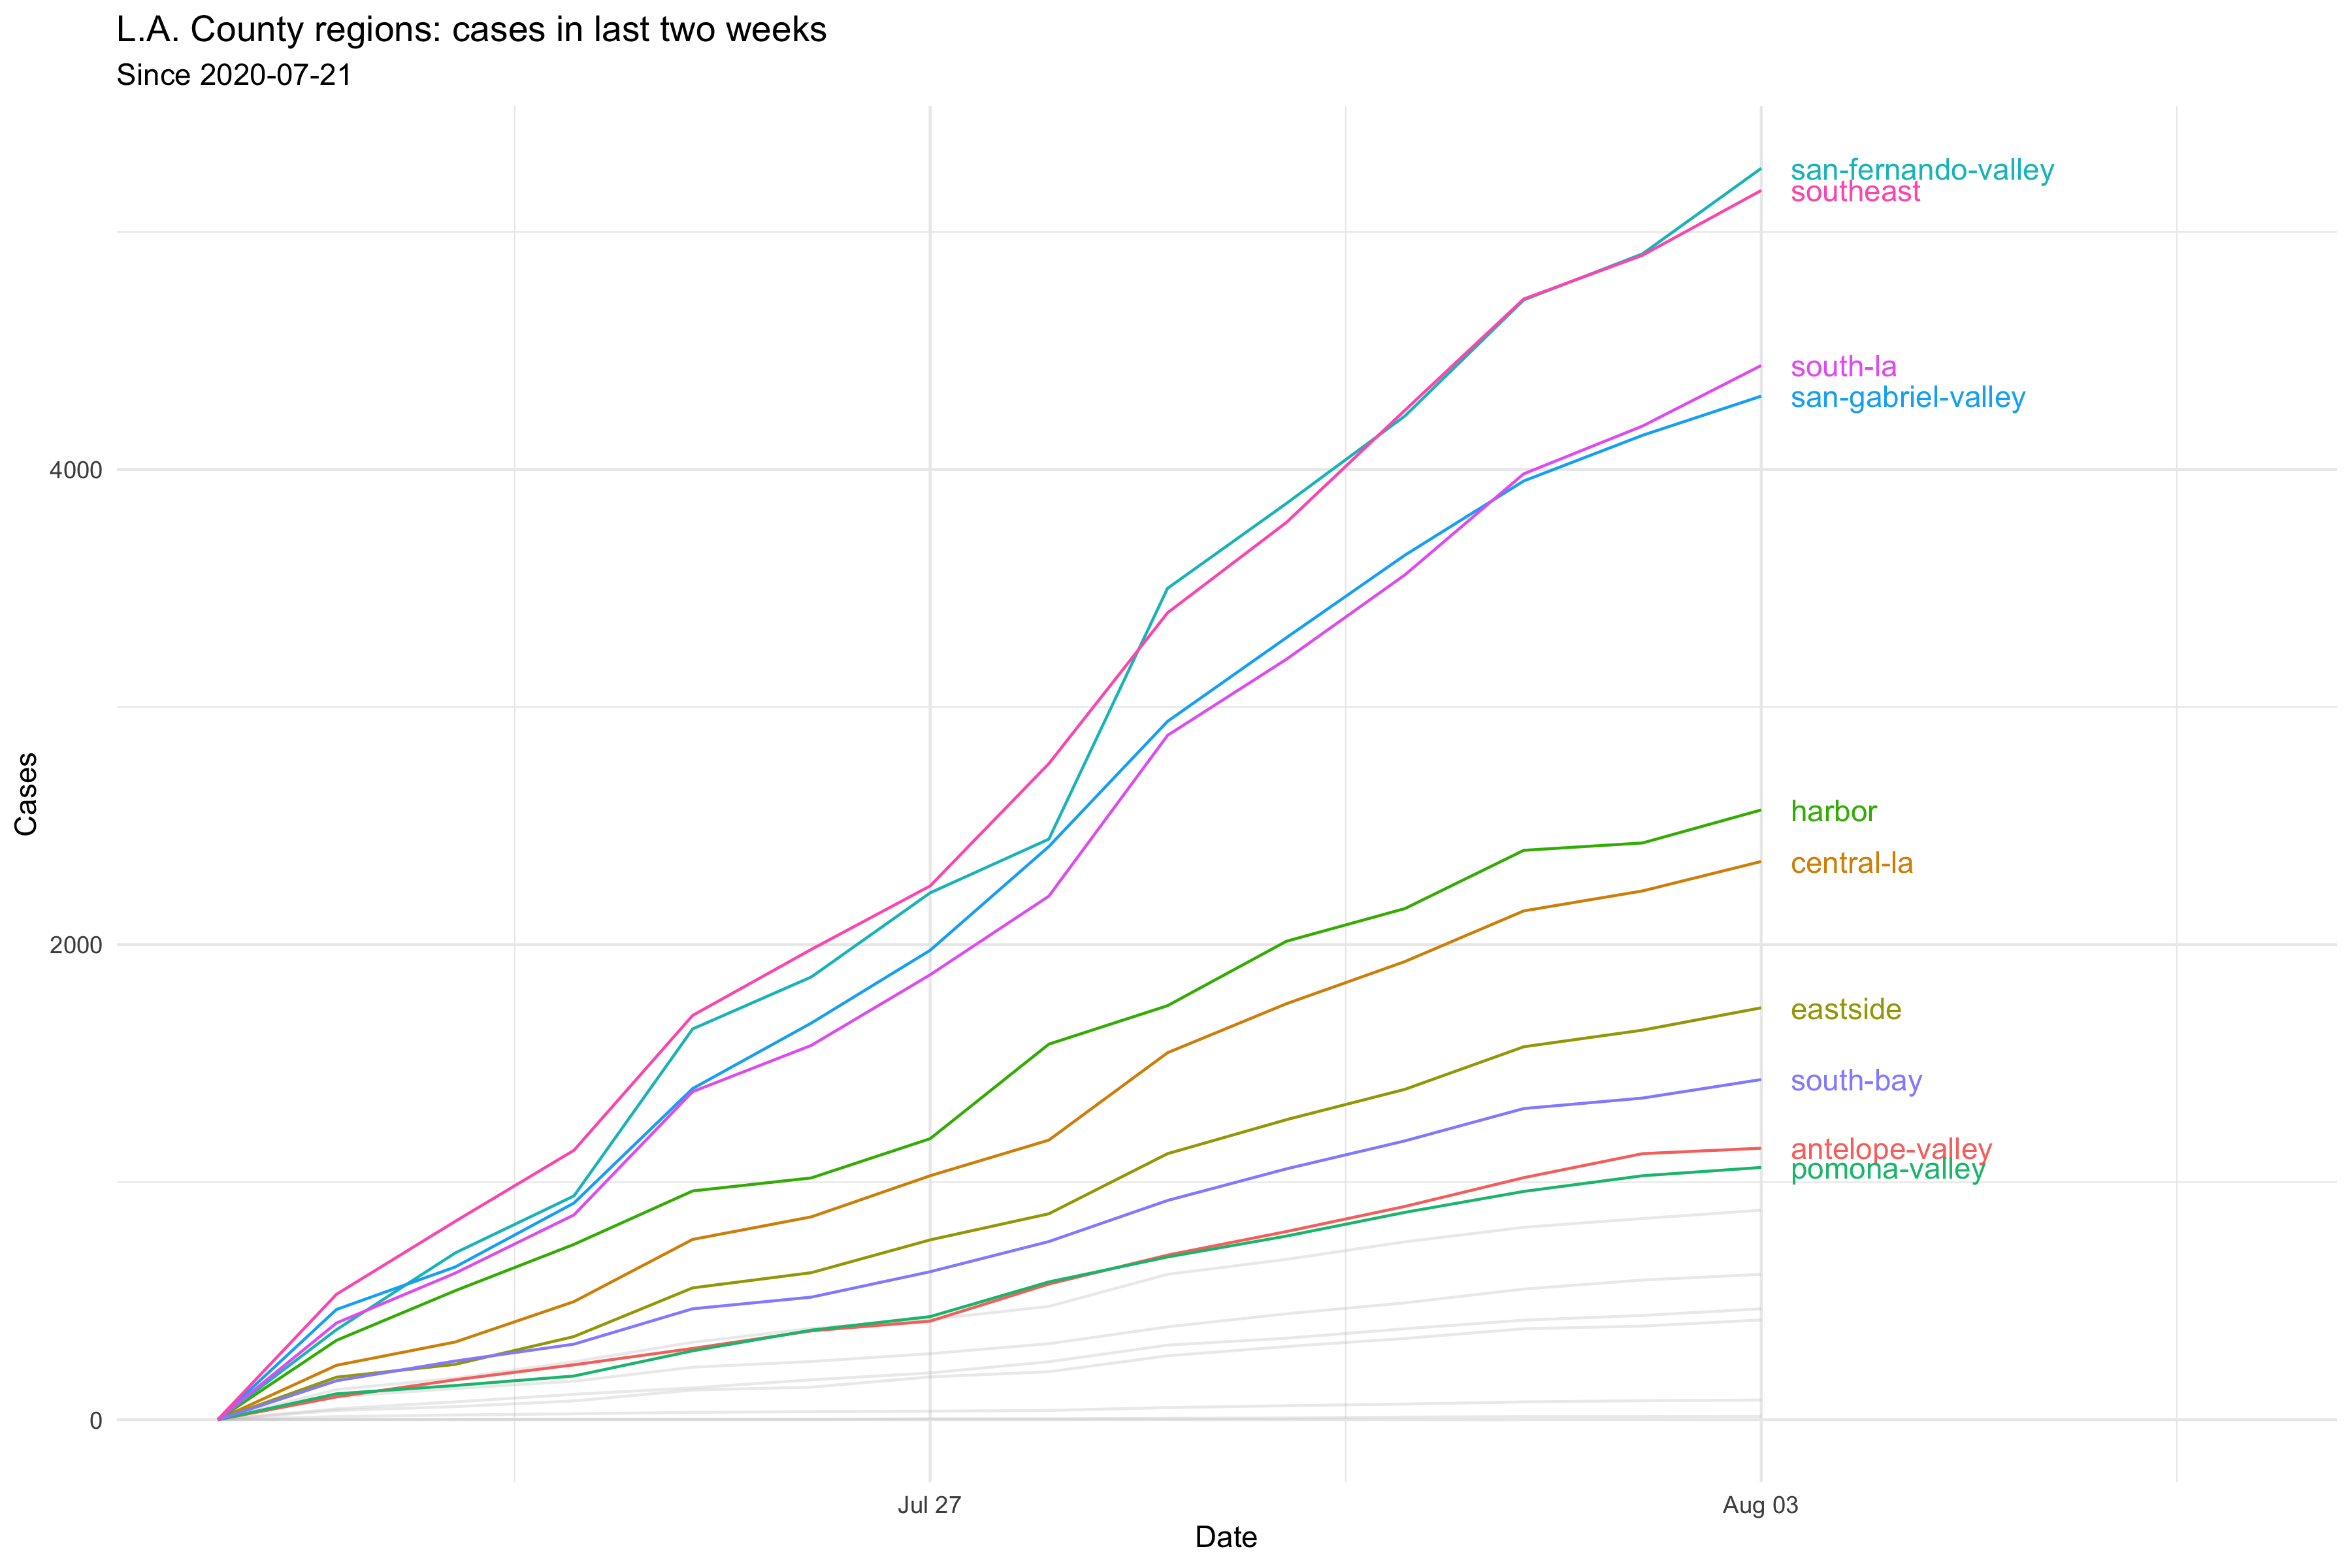 L.A. County regions: cases in last two weeks
Since 2020-07-21
san-fernando-valley
southeast
south-la
san-gabriel-valley
4000
harbor
central-la
2000
eastside
south-bay
antelope-valley
pomona-valley
0
Cases
Jul 27
Aug 03
Date